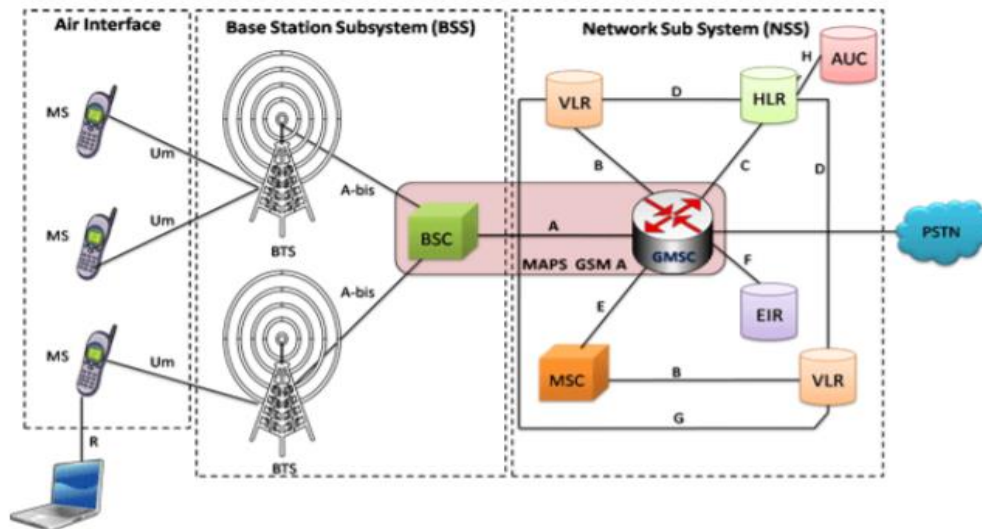 Air Interface
Base Station Subsystem (BSS)
Network Sub System (NSS)
H
AUC
MS
VLR
D
HLR
Um
B
C
D
A-bis
MS
Um
BTS
BSC
A
GMSC
PSTN
MAPS GSM A
F
A-bis
E
EIR
MS
Um
MSC
B
VLR
G
R
BTS